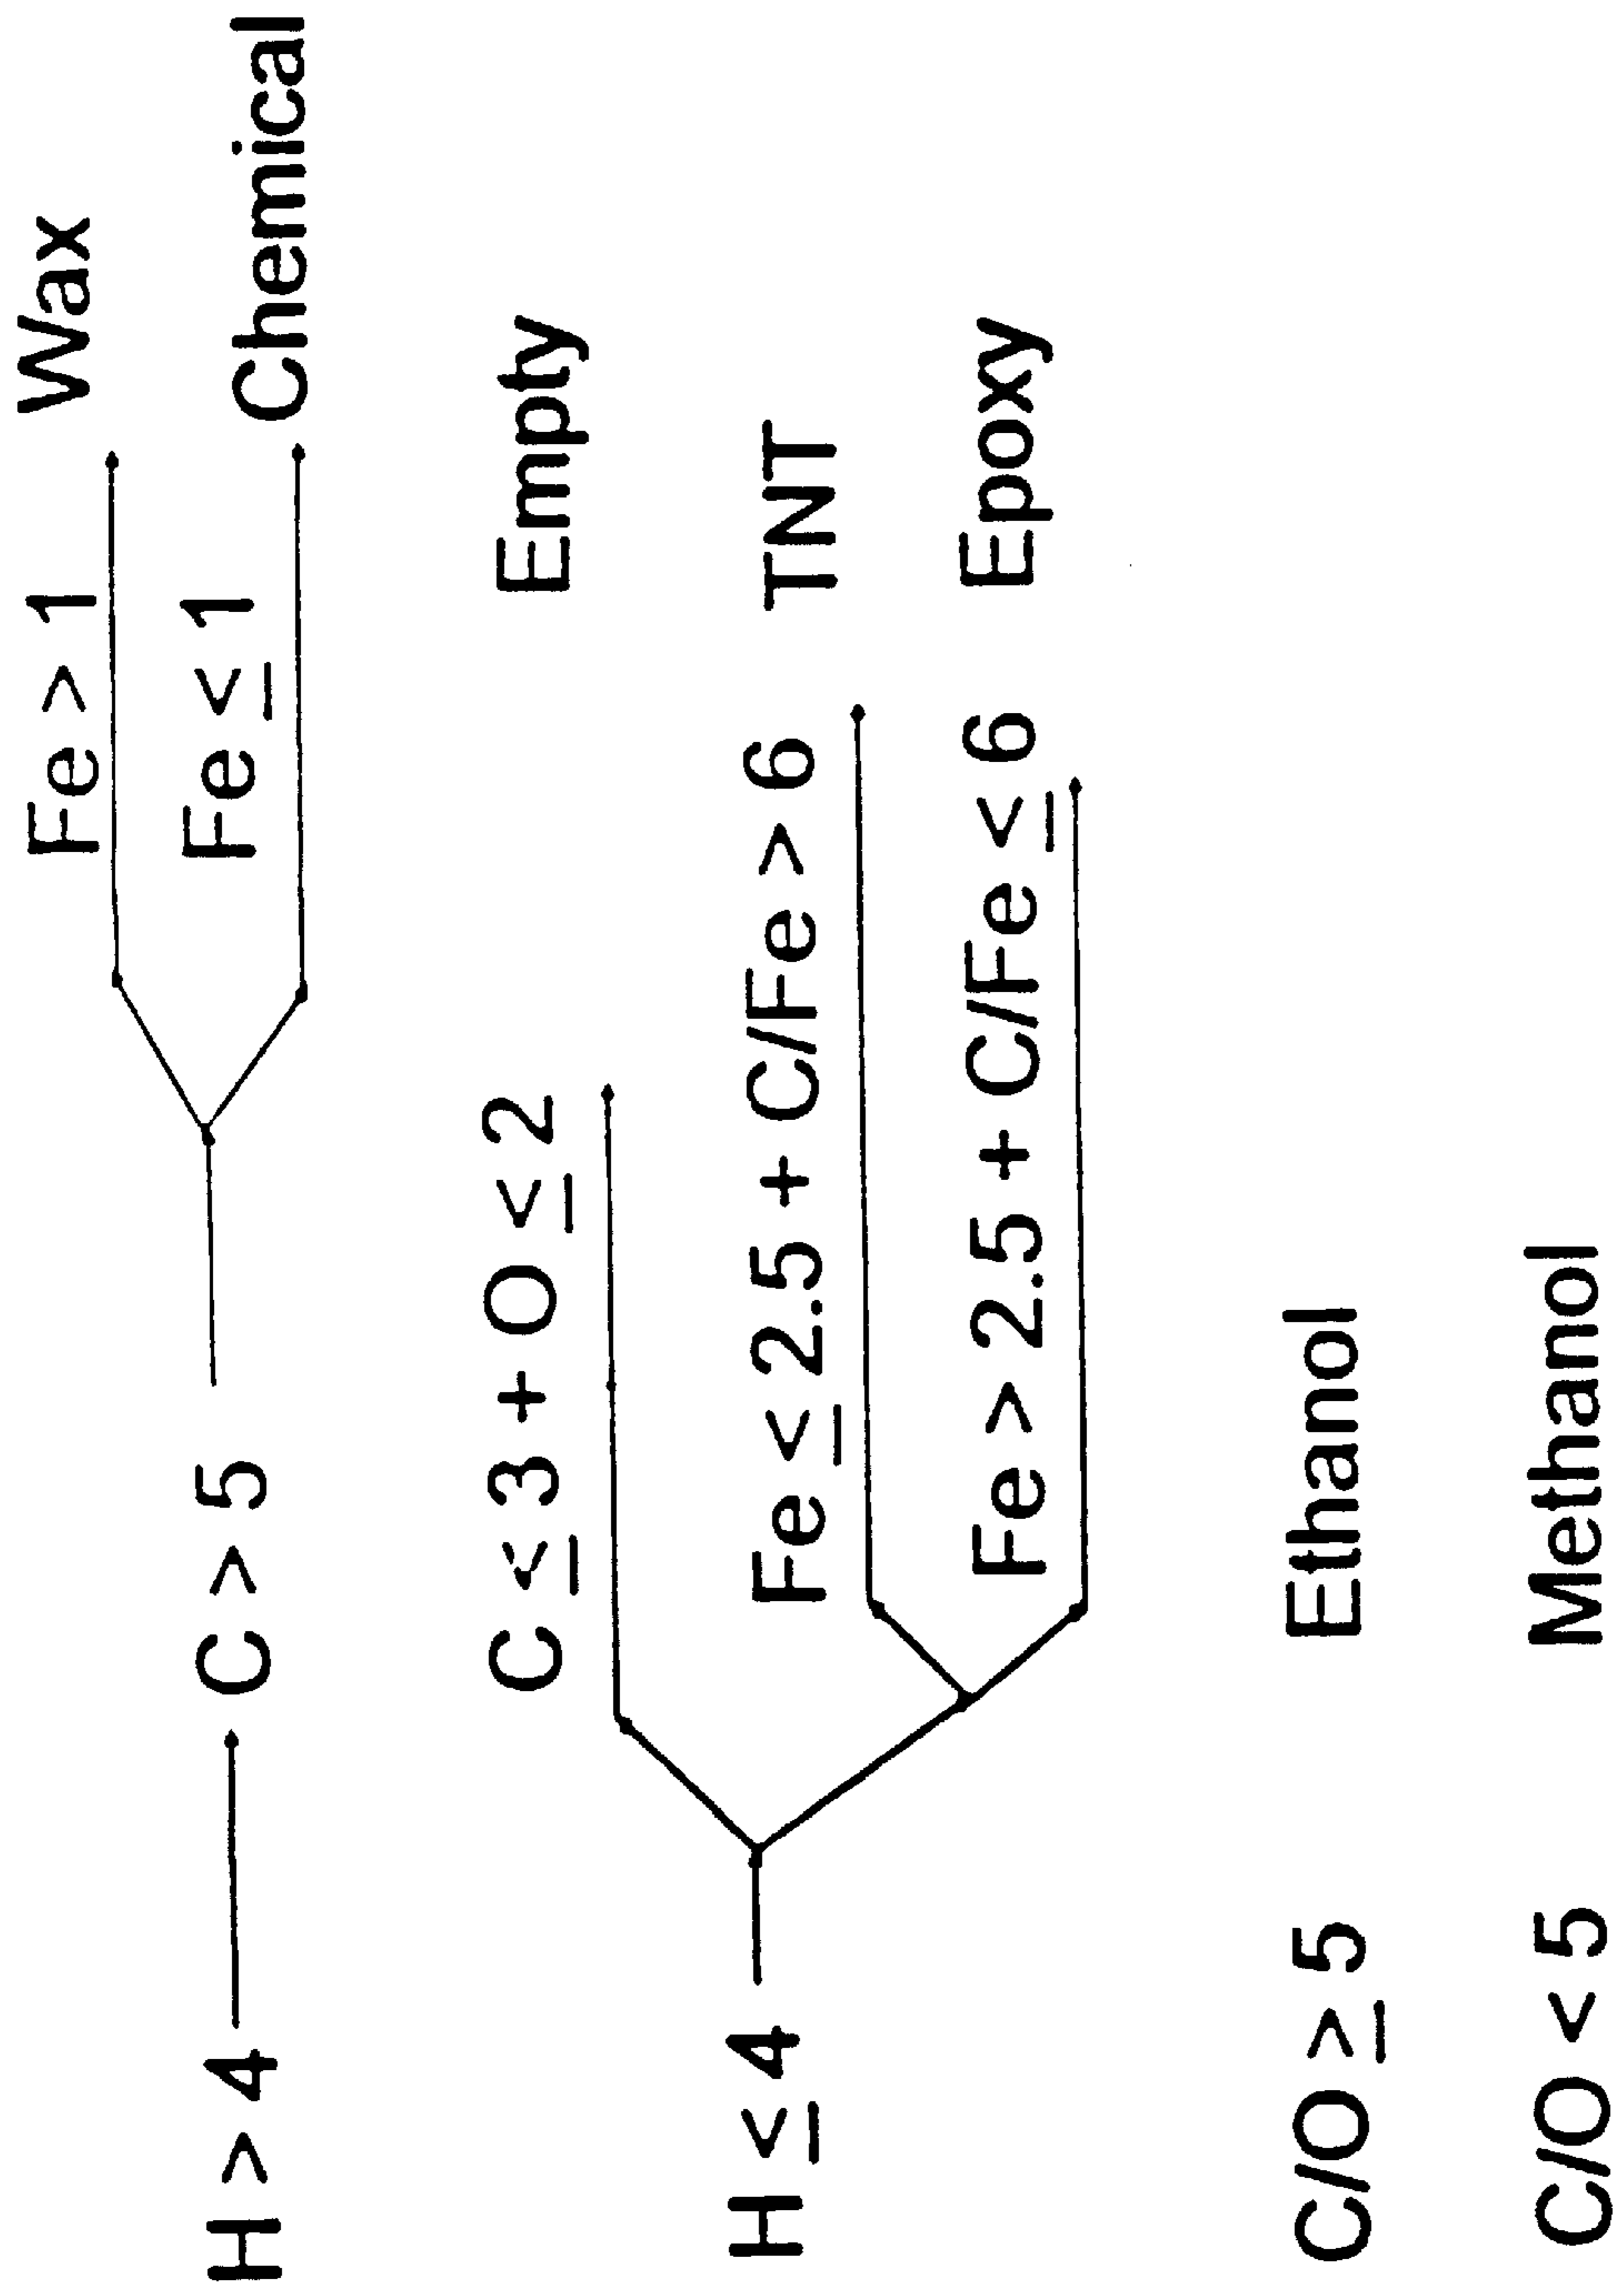 Fe > 1 Wax
H > 4 C > 5
Fe ≤ 1 Chemical
C ≤ 3 + O ≤ 2 Empty
H ≤ 4
Fe ≤ 2.5 + C/Fe > 6 TNT
Fe > 2.5 + C/Fe ≤ 6 Epoxy
C/O ≥ 5 Ethanol
C/O < 5 Methanol